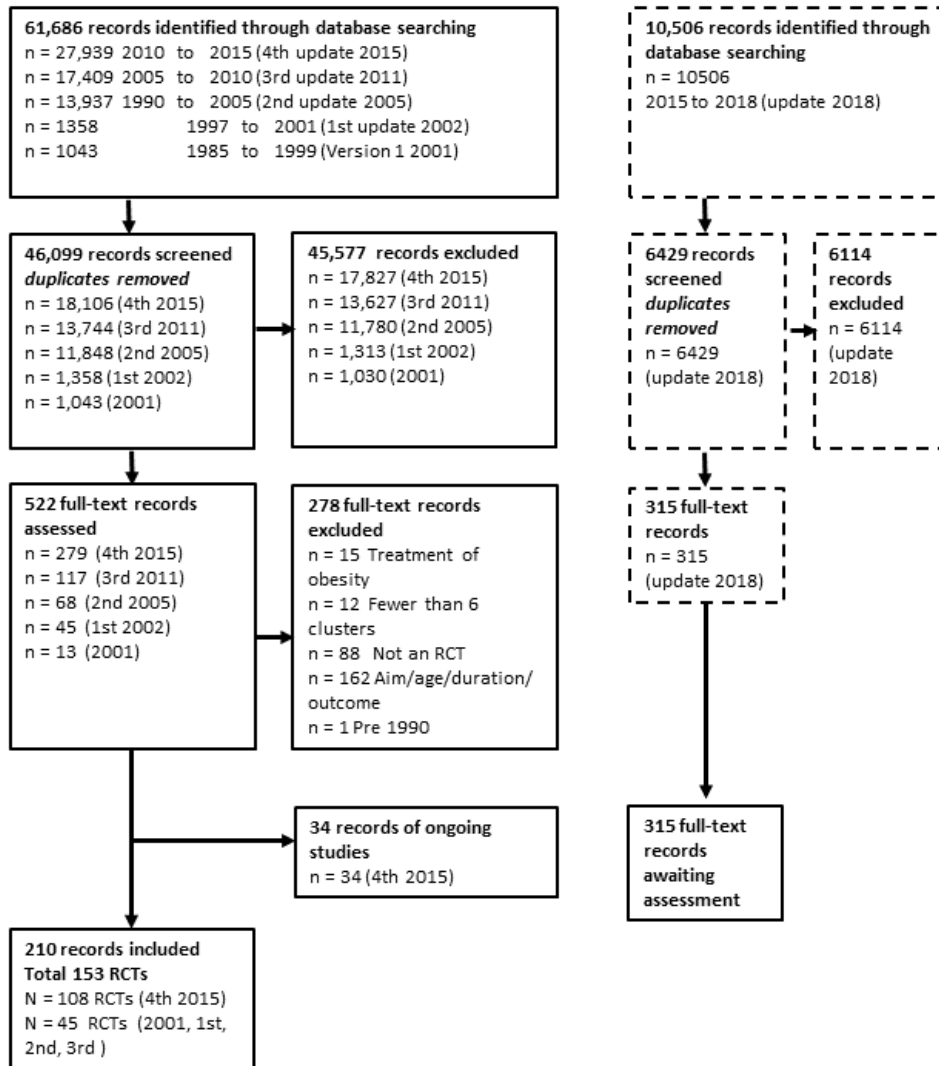 61,686 records identified through database searching
n = 27,939 2010 to 2015 (4th update 2015)
n = 17,409 2005 to 2010 (3rd update 2011)
n = 13,937 1990 to 2005 (2nd update 2005)
n = 1358 1997 to 2001 (1st update 2002)
n = 1043 1985 to 1999 (Version 1 2001)
10,506 records identified through
database searching
n = 10506
2015 to 2018 (update 2018)
46,099 records screened
duplicates removed
n = 18,106 (4th 2015)
n = 13,744 (3rd 2011)
n = 11,848 (2nd 2005)
n = 1,358 (1st 2002)
n = 1,043 (2001)
45,577 records excluded
n = 17,827 (4th 2015)
n = 13,627 (3rd 2011)
n = 11,780 (2nd 2005)
n = 1,313 (1st 2002)
n = 1,030 (2001)
6429 records
screened
duplicates
removed
n = 6429
(update 2018)
6114
records
excluded
n = 6114
(update
2018)
522 full-text records
assessed
n = 279 (4th 2015)
n = 117 (3rd 2011)
n = 68 (2nd 2005)
n = 45 (1st 2002)
n = 13 (2001)
278 full-text records
excluded
n = 15 Treatment of
obesity
n = 12 Fewer than 6
clusters
n = 88 Not an RCT
n = 162 Aim/age/duration/
outcome
n = 1 Pre 1990
315 full-text
records
n = 315
(update 2018)
34 records of ongoing
studies
n = 34 (4th 2015)
315 full-text
records
awaiting
assessment
210 records included
Total 153 RCTs
N = 108 RCTs (4th 2015)
N = 45 RCTs (2001, 1st,
2nd, 3rd )